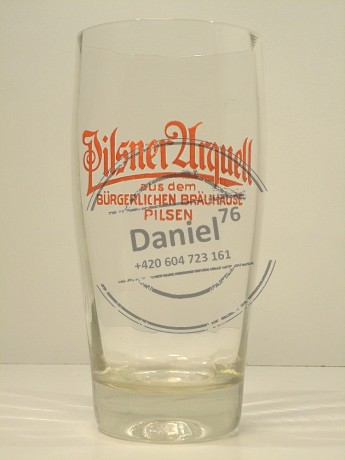 Pilsner Urquell
aus dem
BÜRGERLICHEN BRÄUHAUSE
PILSEN
Daniel76
+420 604 723 161